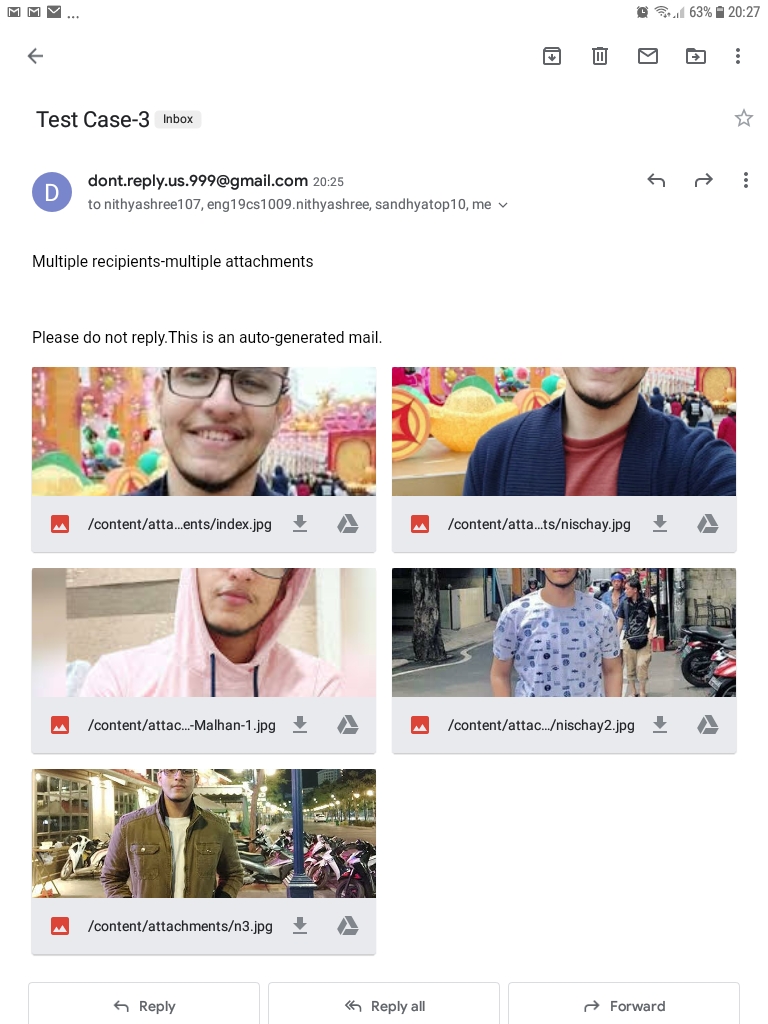 ... 63% 20:27
Test Case-3 Inbox
D dont.reply.us.999@gmail.com 20:25
to nithyashree107, eng19cs1009.nithyashree, sandhyatop10, me
Multiple recipients-multiple attachments
Please do not reply.This is an auto-generated mail.
/content/atta...ents/index.jpg /content/atta...ts/nischay.jpg
/content/attac...-Malhan-1.jpg /content/attac.../nischay2.jpg
/content/attachments/n3.jpg
Reply Reply all Forward